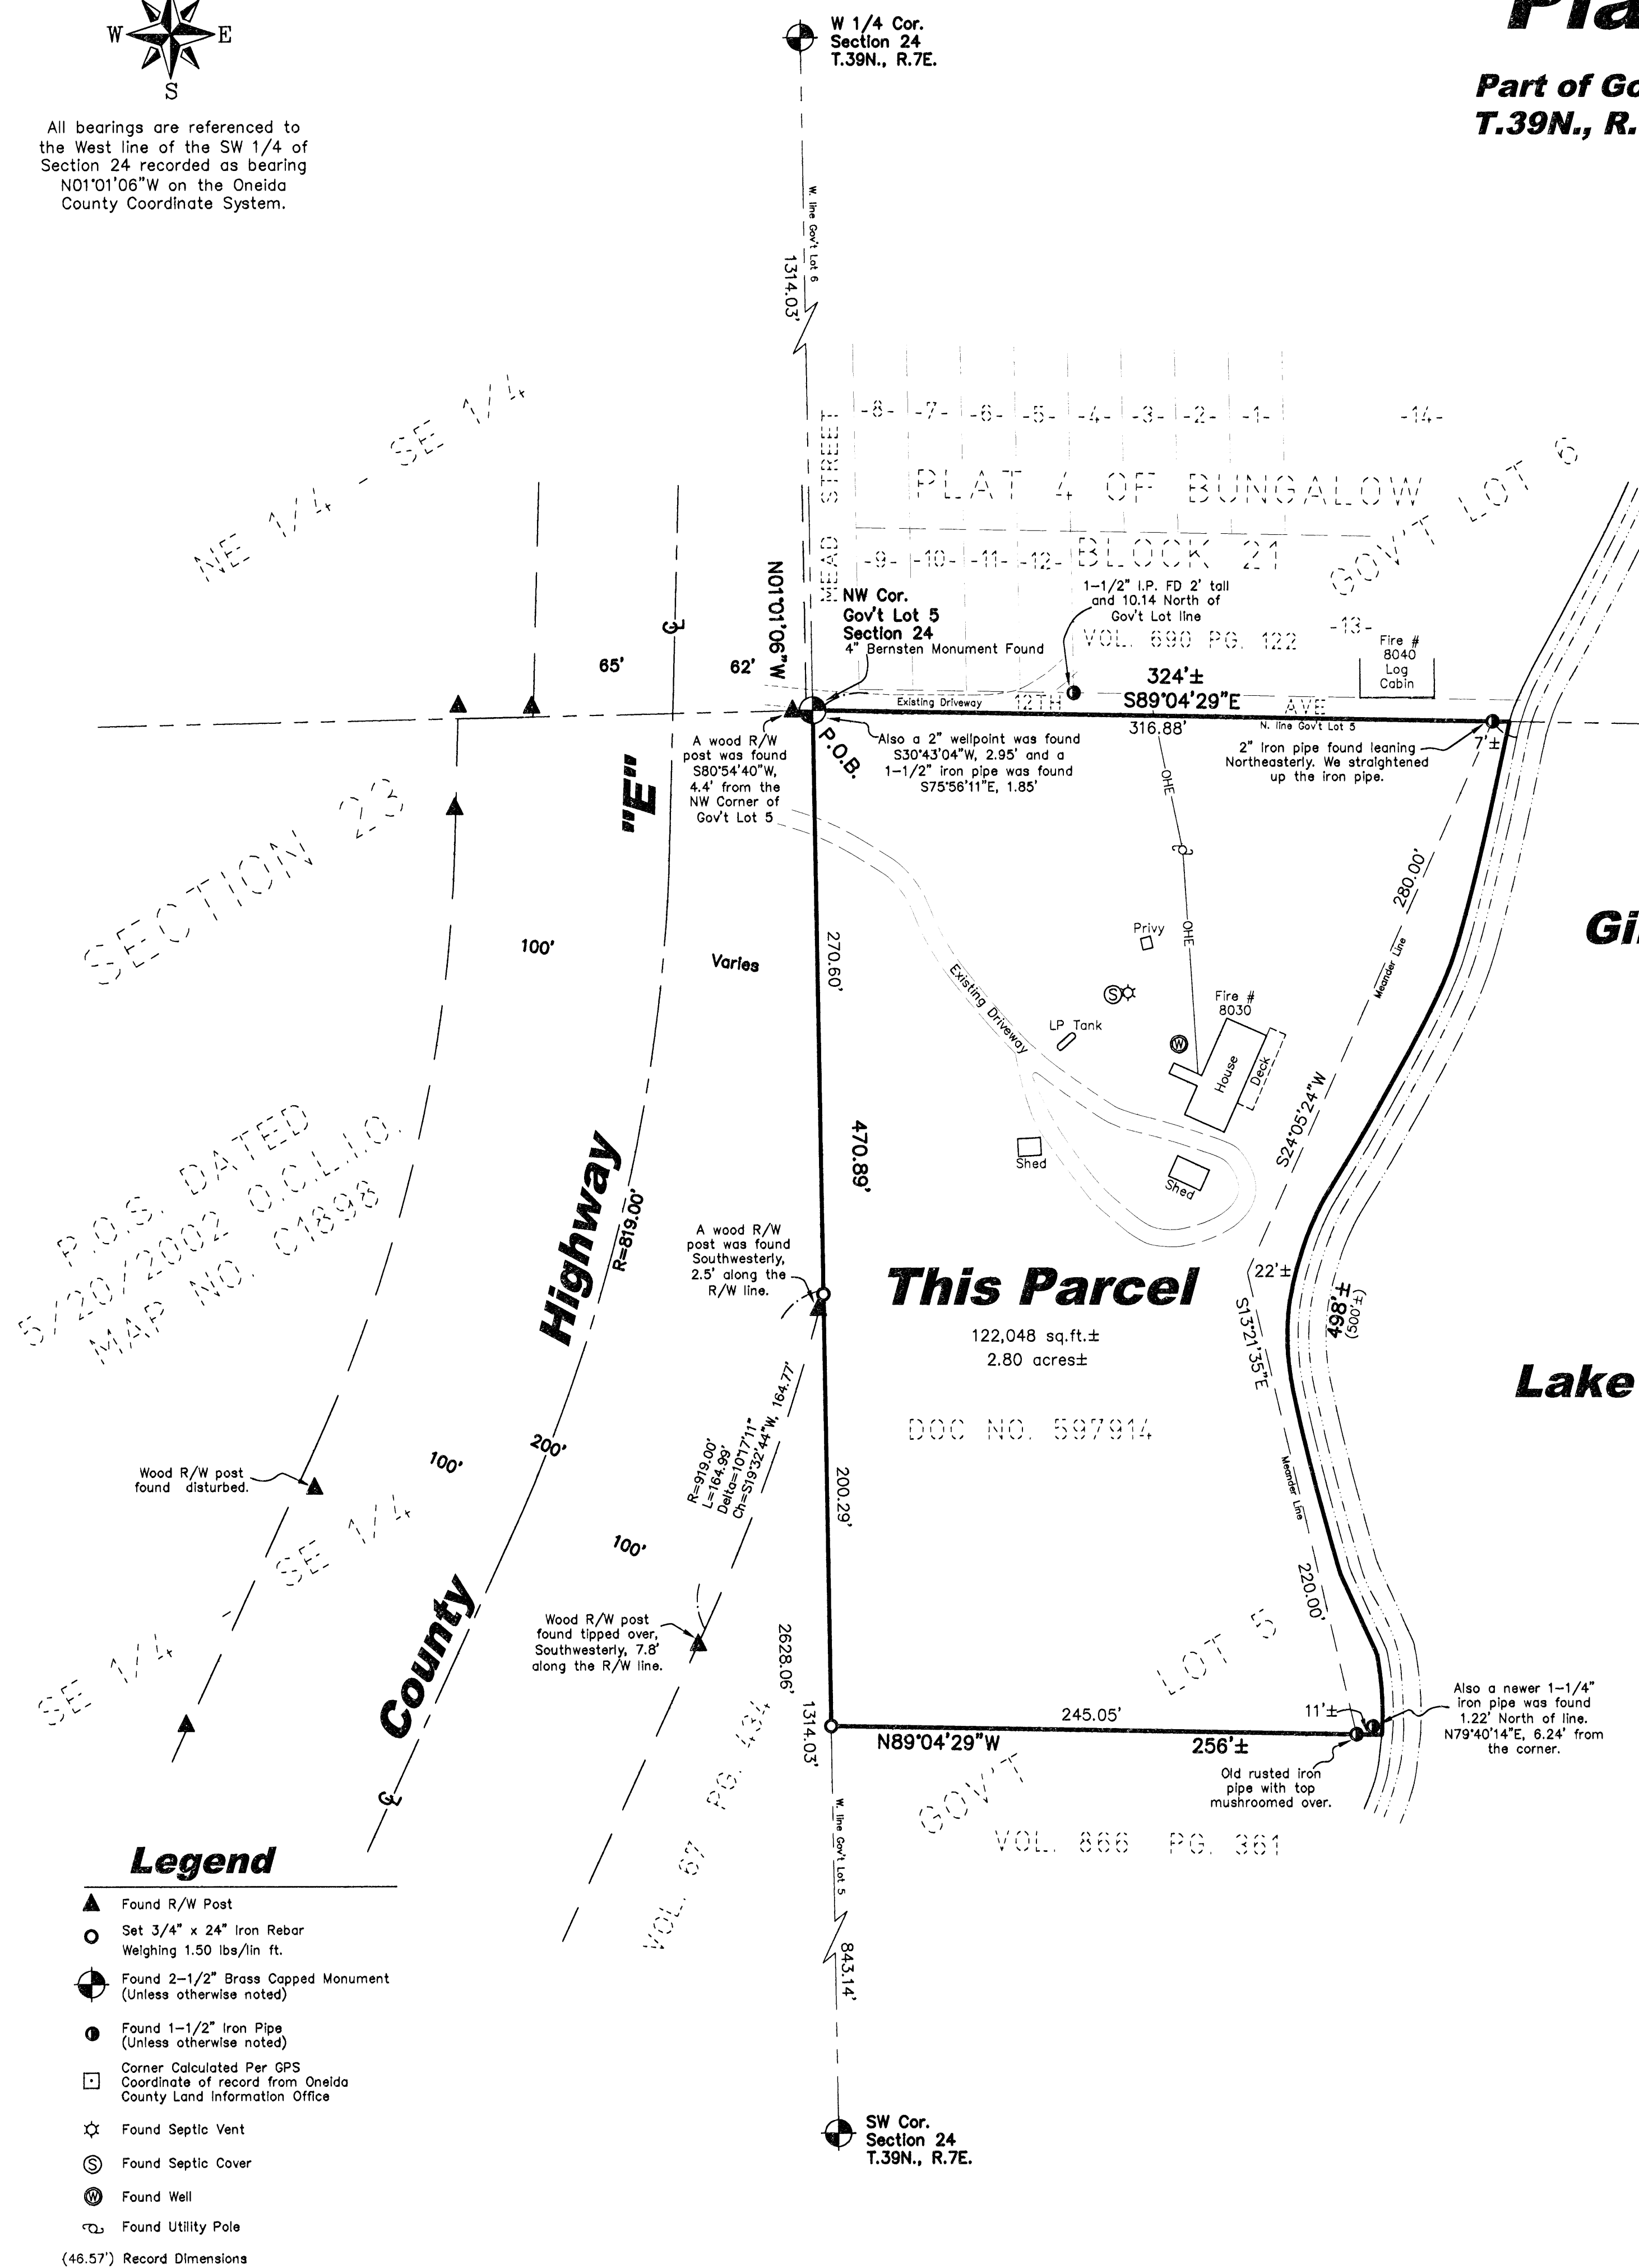 W
E
S
All bearings are referenced to
the West line of the SW 1/4 of
Section 24 recorded as bearing
N01°01'06"W on the Oneida
County Coordinate System.
W 1/4 Cor.
Section 24
T.39N., R.7E.
Part of
T.39N., R.
W. line Gov't Lot 6
1314.03'
NE 1/4 - SE 1/4
MEAD STREET
-8- -7- -6- -5- -4- -3- -2- -1- -14-
PLAT 4 OF BUNGALOW
GOV'T LOT 6
-9- -10- -11- -12- BLOCK 21
1-1/2" I.P. FD 2' tall
and 10.14 North of
Gov't Lot line
N01°01'06"W
NW Cor.
Gov't Lot 5
Section 24
4" Bernsten Monument Found
VOL. 690 PG. 122
-13-
Fire #
8040
Log
Cabin
65'
62'
324'±
Existing Driveway
12TH
S89°04'29"E
AVE
316.88'
N. line Gov't Lot 5
7'±
P.O.B.
A wood R/W
post was found
S80°54'40"W,
4.4' from the
NW Corner of
Gov't Lot 5
Also a 2" wellpoint was found
S30°43'04"W, 2.95' and a
1-1/2" iron pipe was found
S75°56'11"E, 1.85'
2" Iron pipe found leaning
Northeasterly. We straightened
up the iron pipe.
OHE
OHE
SECTION 23
"E"
100'
Varies
270.60'
280.00'
Meander Line
Privy
Existing Driveway
LP Tank
S
W
Fire #
8030
House
Deck
S24°05'24"W
Shed
Shed
470.89'
P.O.S. DATED
5/20/2002 O.C.L.I.O.
MAP NO. C1898
Highway
R=819.00'
A wood R/W
post was found
Southwesterly,
2.5' along the
R/W line.
This Parcel
122,048 sq.ft.±
2.80 acres±
DOC NO. 597914
22'±
498'±
(500'±)
S13°21'35"E
Lake
Meander Line
220.00'
R=919.00'
L=164.99'
Delta=10°17'11"
Ch=S19°32'44"W, 164.77'
200.29'
200'
100'
100'
Wood R/W post
found disturbed.
SE 1/4 - SE 1/4
County
Wood R/W post
found tipped over,
Southwesterly, 7.8'
along the R/W line.
2628.06'
1314.03'
245.05'
11'±
N89°04'29"W
256'±
Also a newer 1-1/4"
iron pipe was found
1.22' North of line.
N79°40'14"E, 6.24' from
the corner.
Old rusted iron
pipe with top
mushroomed over.
GOV'T LOT 5
VOL. 866 PG. 361
VOL. 67 PG. 434
W. line Gov't Lot 5
843.14'
SW Cor.
Section 24
T.39N., R.7E.
Legend
Found R/W Post
Set 3/4" x 24" Iron Rebar
Weighing 1.50 lbs/lin ft.
Found 2-1/2" Brass Capped Monument
(Unless otherwise noted)
Found 1-1/2" Iron Pipe
(Unless otherwise noted)
Corner Calculated Per GPS
Coordinate of record from Oneida
County Land Information Office
Found Septic Vent
S Found Septic Cover
W Found Well
Found Utility Pole
(46.57') Record Dimensions